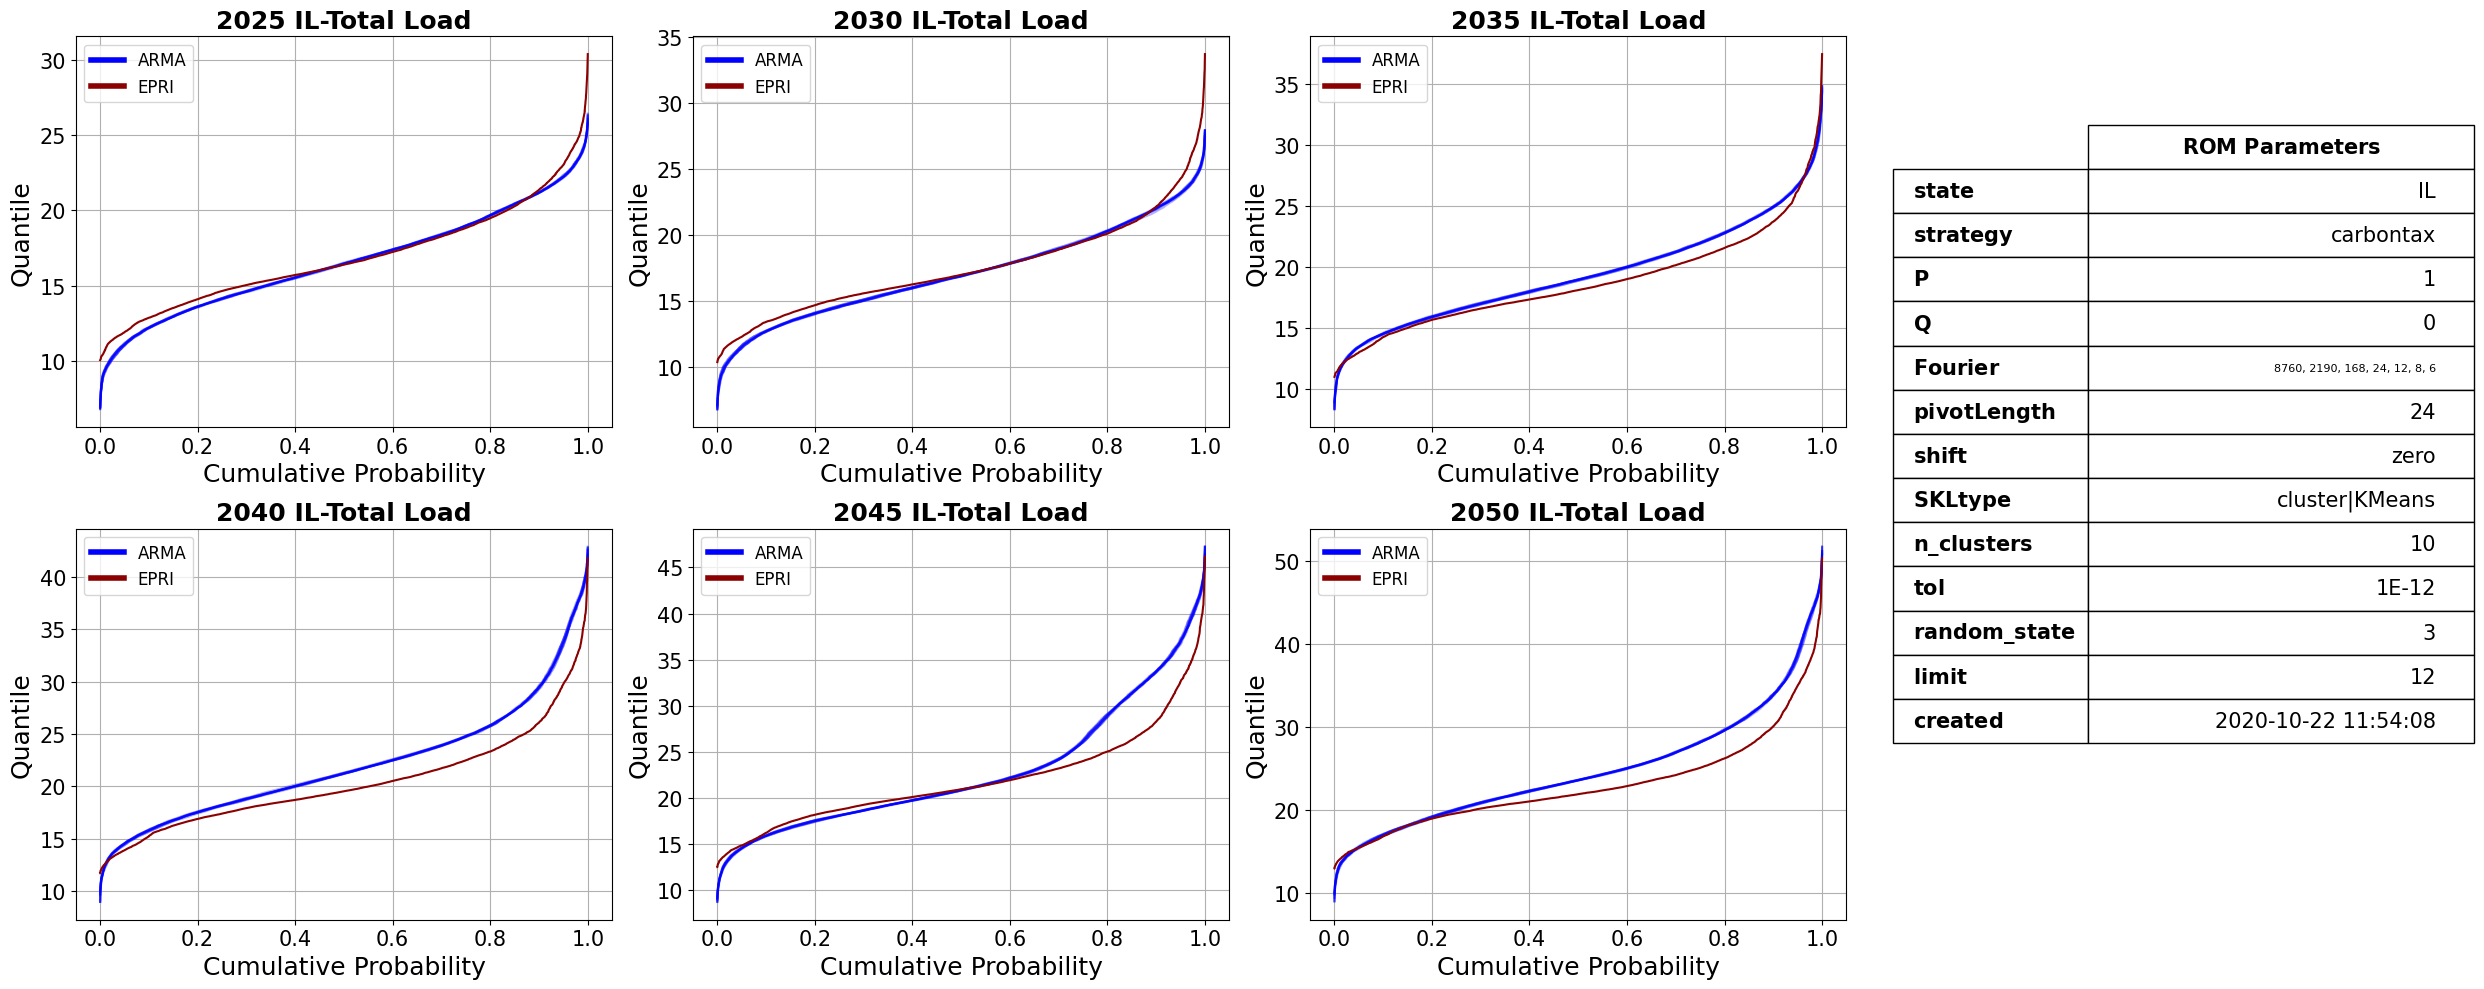 2025 IL-Total Load
ARMA
EPRI
30
25
20
15
10
Quantile
0.0 0.2 0.4 0.6 0.8 1.0
Cumulative Probability
2030 IL-Total Load
ARMA
EPRI
35
30
25
20
15
10
Quantile
0.0 0.2 0.4 0.6 0.8 1.0
Cumulative Probability
2035 IL-Total Load
ARMA
EPRI
35
30
25
20
15
10
Quantile
0.0 0.2 0.4 0.6 0.8 1.0
Cumulative Probability
2040 IL-Total Load
ARMA
EPRI
40
35
30
25
20
15
10
Quantile
0.0 0.2 0.4 0.6 0.8 1.0
Cumulative Probability
2045 IL-Total Load
ARMA
EPRI
45
40
35
30
25
20
15
10
Quantile
0.0 0.2 0.4 0.6 0.8 1.0
Cumulative Probability
2050 IL-Total Load
ARMA
EPRI
50
40
30
20
10
Quantile
0.0 0.2 0.4 0.6 0.8 1.0
Cumulative Probability
ROM Parameters
state IL
strategy carbontax
P 1
Q 0
Fourier 8760, 2190, 168, 24, 12, 8, 6
pivotLength 24
shift zero
SKLtype cluster|KMeans
n_clusters 10
tol 1E-12
random_state 3
limit 12
created 2020-10-22 11:54:08